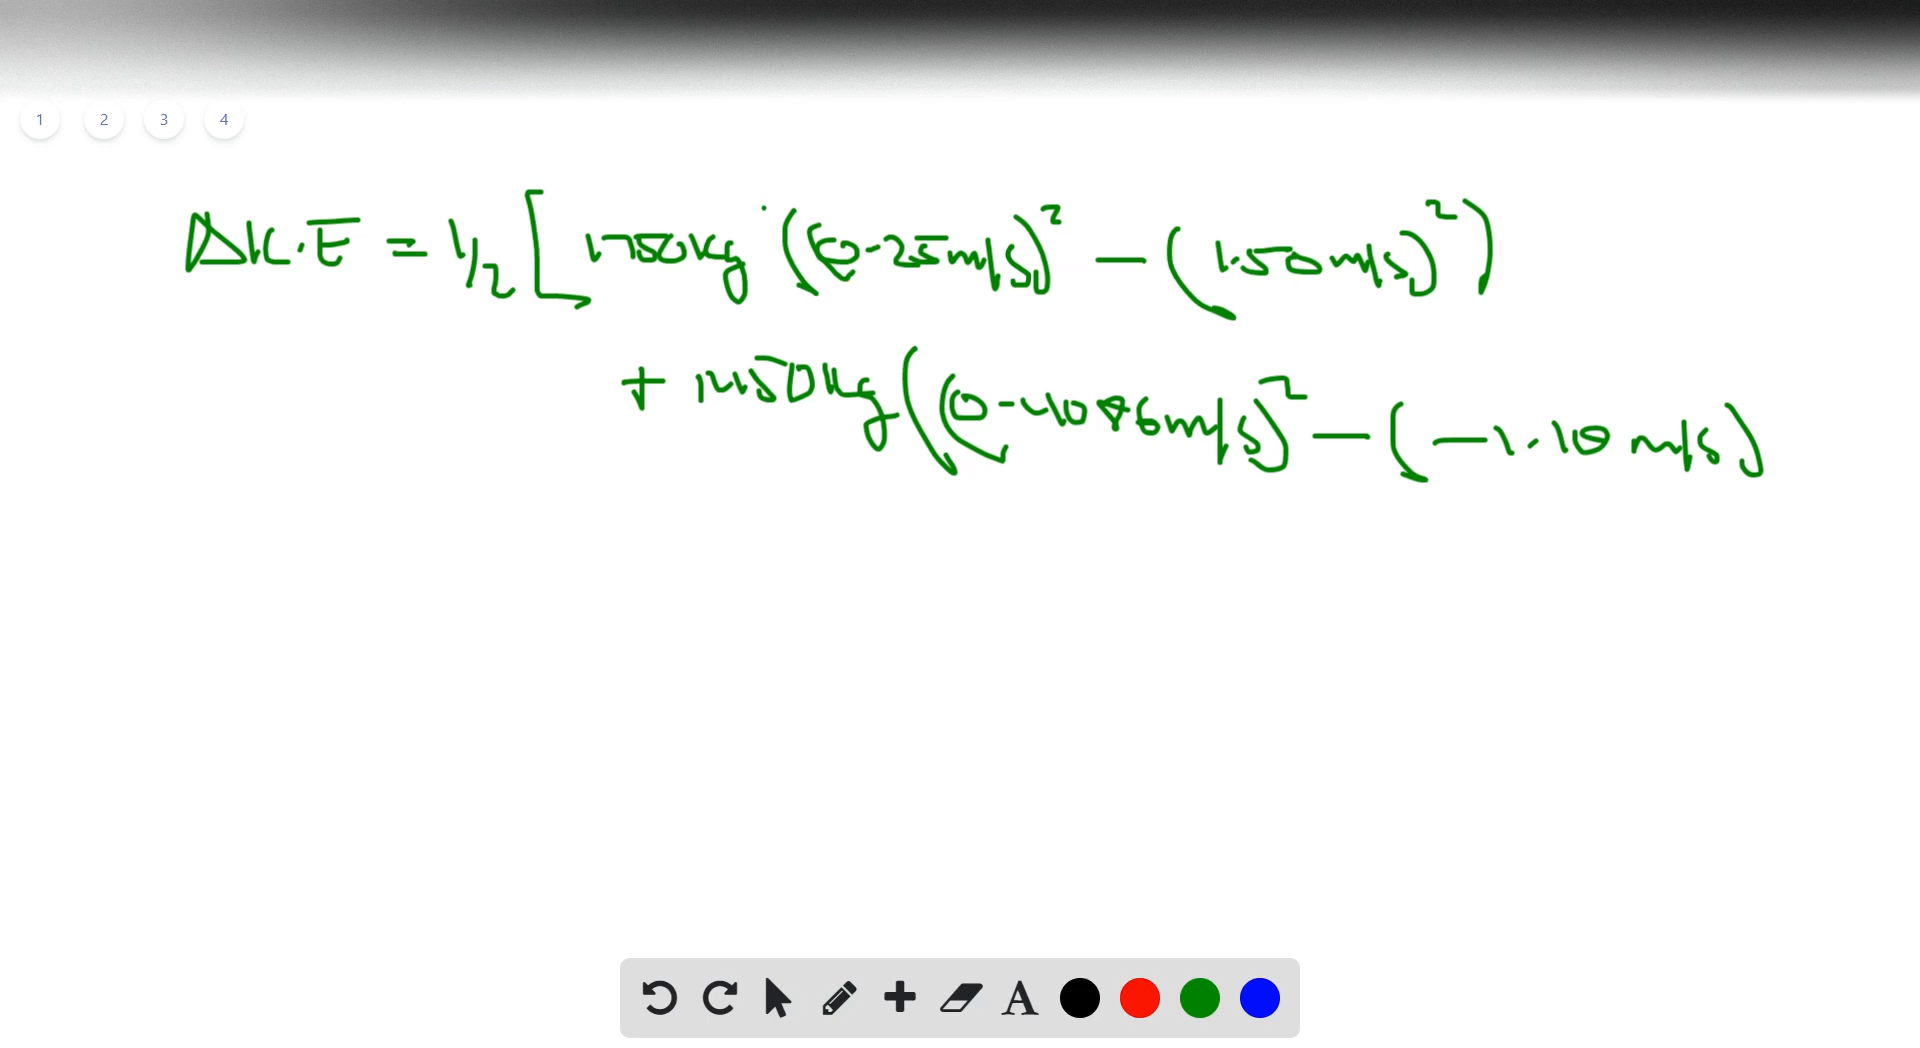 1 2 3 4
ΔK.E = 1/2 [1750kg ((0.25m/s)² - (1.50m/s)²)
+ 1450kg ((0.4086m/s)² - (-1.10 m/s)
A